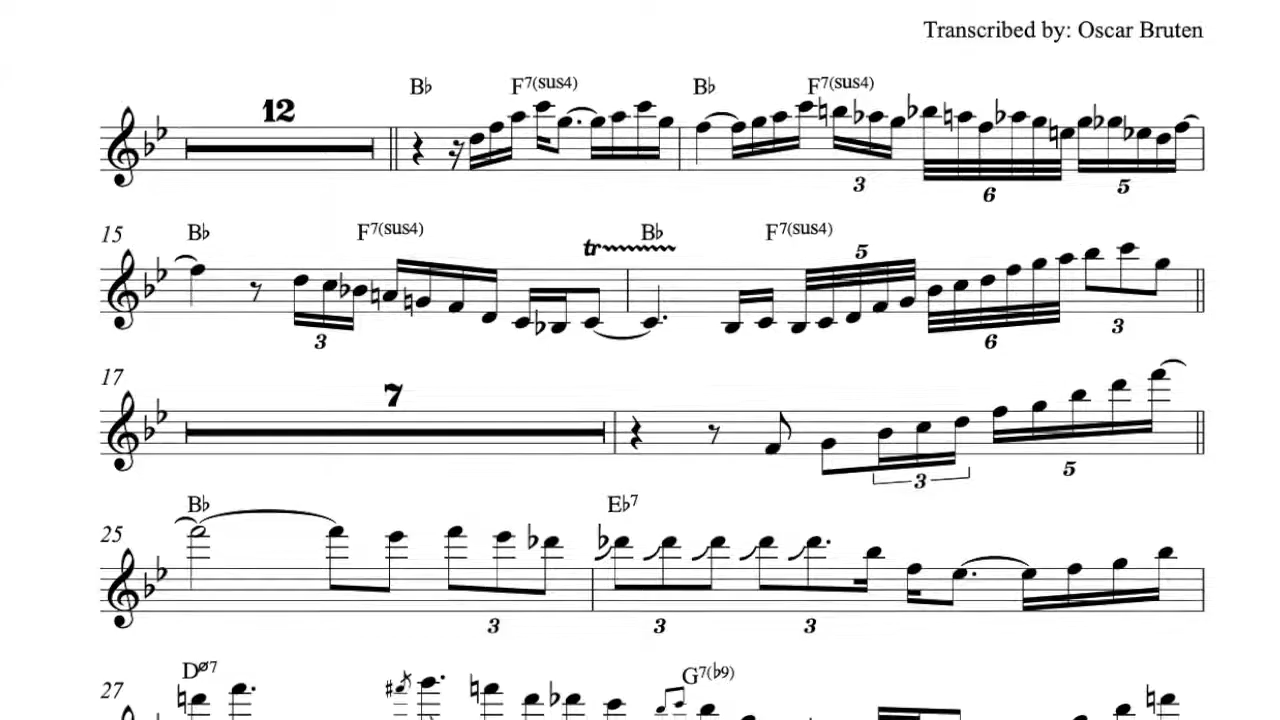 Transcribed by: Oscar Bruten
12
B♭ F7(sus4) B♭ F7(sus4)
3 6 5
15 B♭ F7(sus4) tr B♭ F7(sus4) 5
3 6 3
17 7
3 5
25 B♭ E♭7
3 3 3
27 Dø7 G7(♭9)